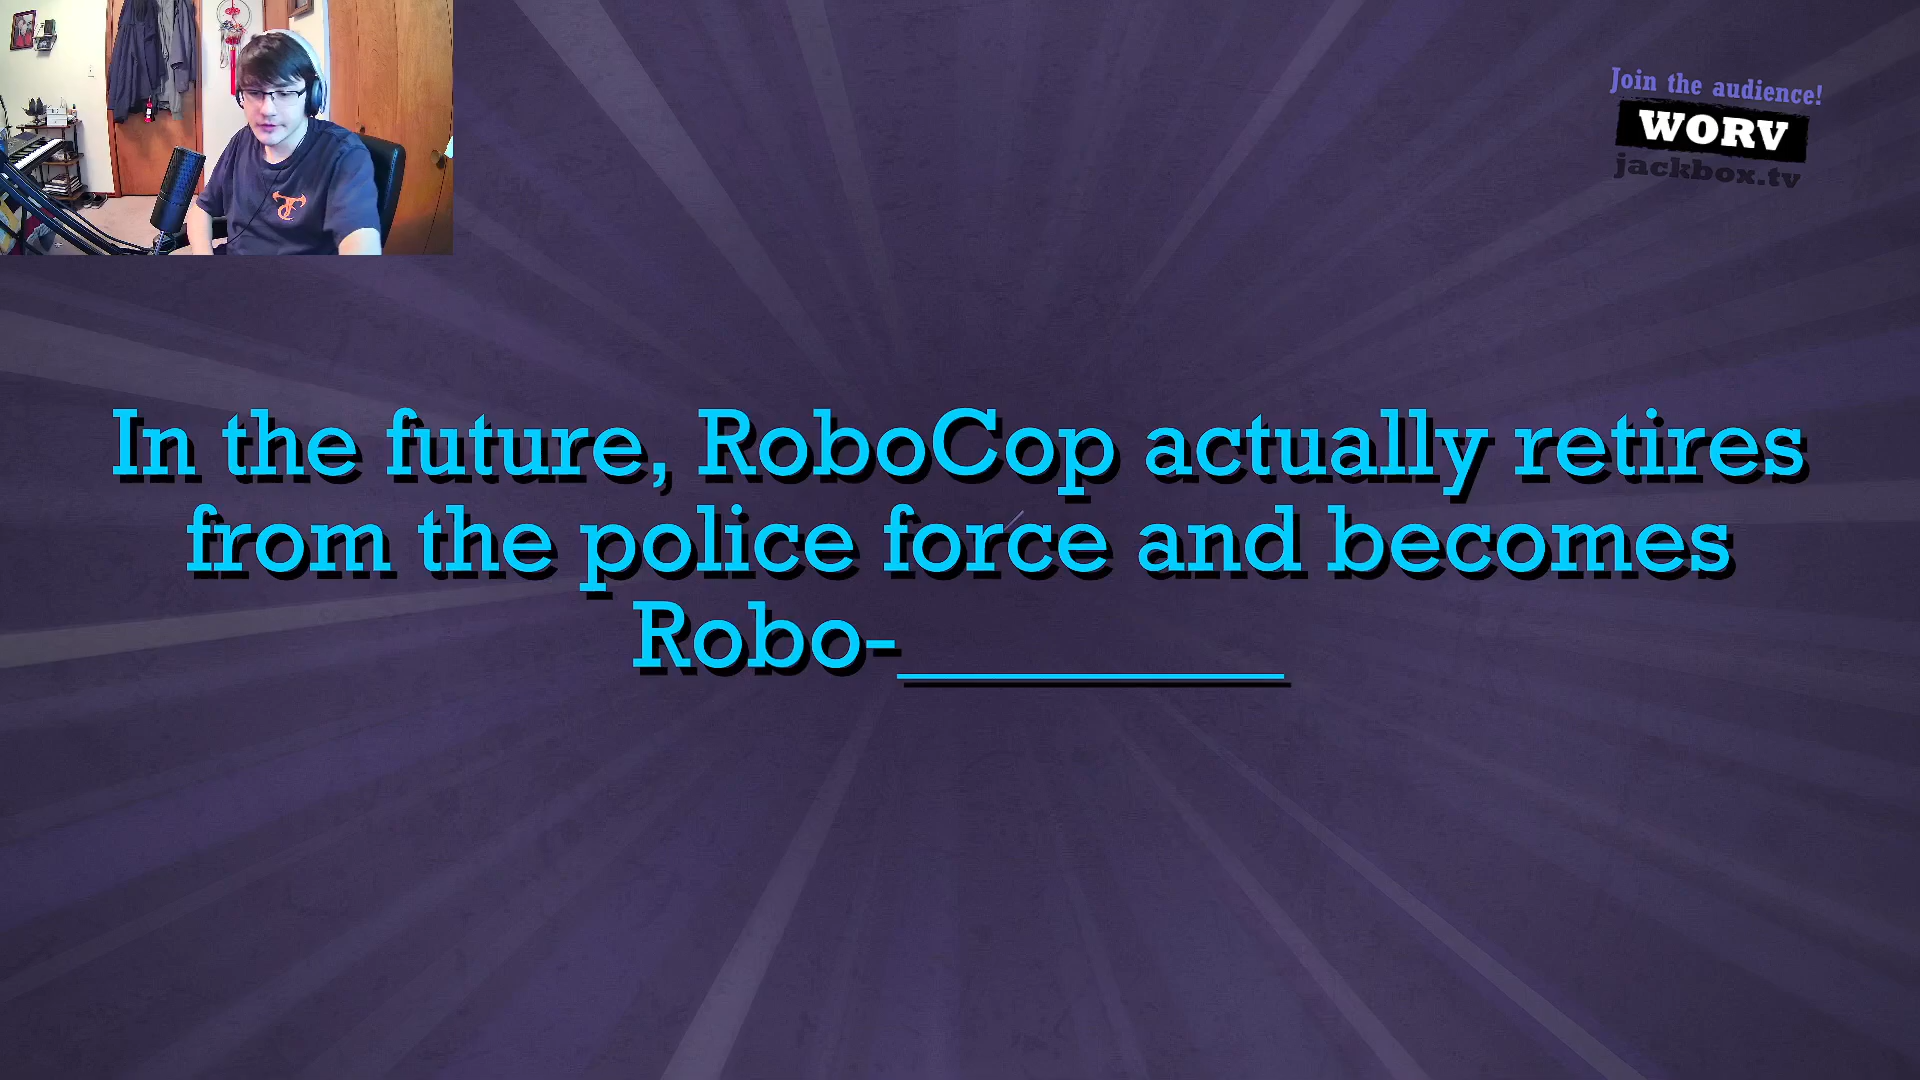 Join the audience!
WORV
jackbox.tv
In the future, RoboCop actually retires
from the police force and becomes
Robo-________